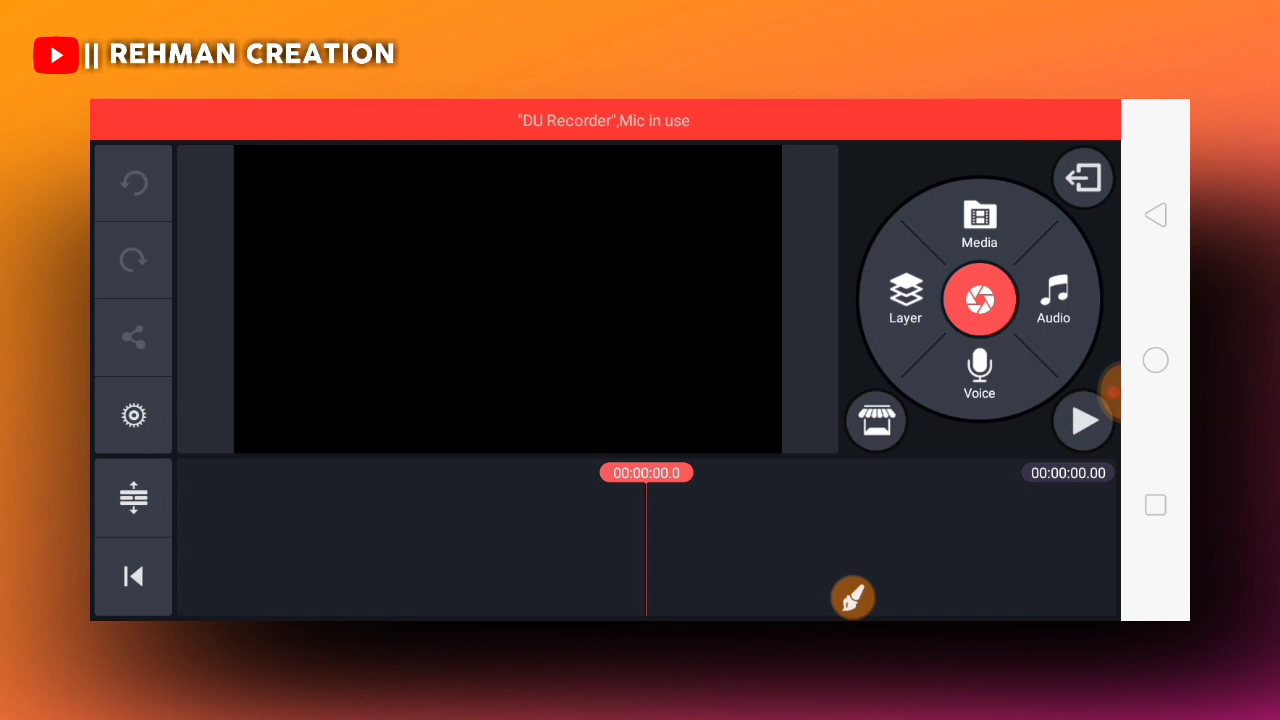 || REHMAN CREATION
"DU Recorder",Mic in use
Media
Layer
Audio
Voice
00:00:00.0
00:00:00.00